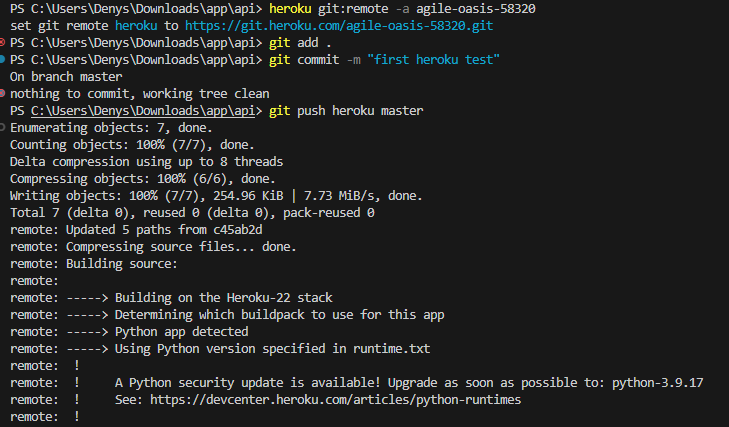 PS C:\Users\Denys\Downloads\app\api> heroku git:remote -a agile-oasis-58320
set git remote heroku to https://git.heroku.com/agile-oasis-58320.git
PS C:\Users\Denys\Downloads\app\api> git add .
PS C:\Users\Denys\Downloads\app\api> git commit -m "first heroku test"
On branch master
nothing to commit, working tree clean
PS C:\Users\Denys\Downloads\app\api> git push heroku master
Enumerating objects: 7, done.
Counting objects: 100% (7/7), done.
Delta compression using up to 8 threads
Compressing objects: 100% (6/6), done.
Writing objects: 100% (7/7), 254.96 KiB | 7.73 MiB/s, done.
Total 7 (delta 0), reused 0 (delta 0), pack-reused 0
remote: Updated 5 paths from c45ab2d
remote: Compressing source files... done.
remote: Building source:
remote:
remote: -----> Building on the Heroku-22 stack
remote: -----> Determining which buildpack to use for this app
remote: -----> Python app detected
remote: -----> Using Python version specified in runtime.txt
remote:  !
remote:  !     A Python security update is available! Upgrade as soon as possible to: python-3.9.17
remote:  !     See: https://devcenter.heroku.com/articles/python-runtimes
remote:  !